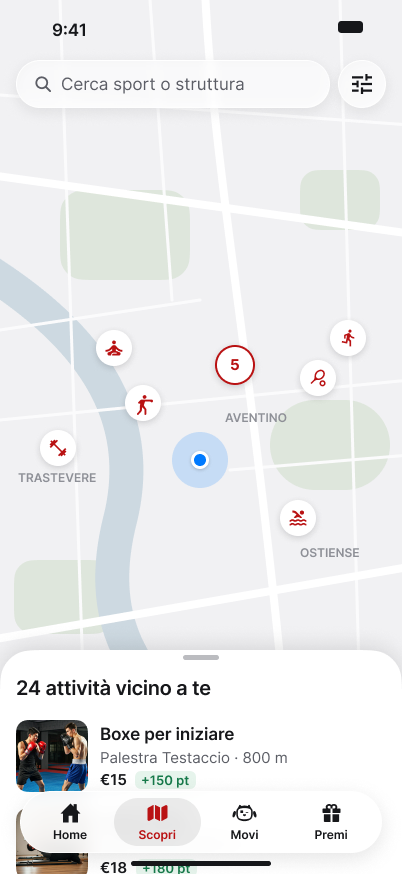 9:41
Cerca sport o struttura
5
AVENTINO
TRASTEVERE
OSTIENSE
24 attività vicino a te
Boxe per iniziare
Palestra Testaccio · 800 m
€15 +150 pt
Home Scopri Movi Premi
€18 +180 pt